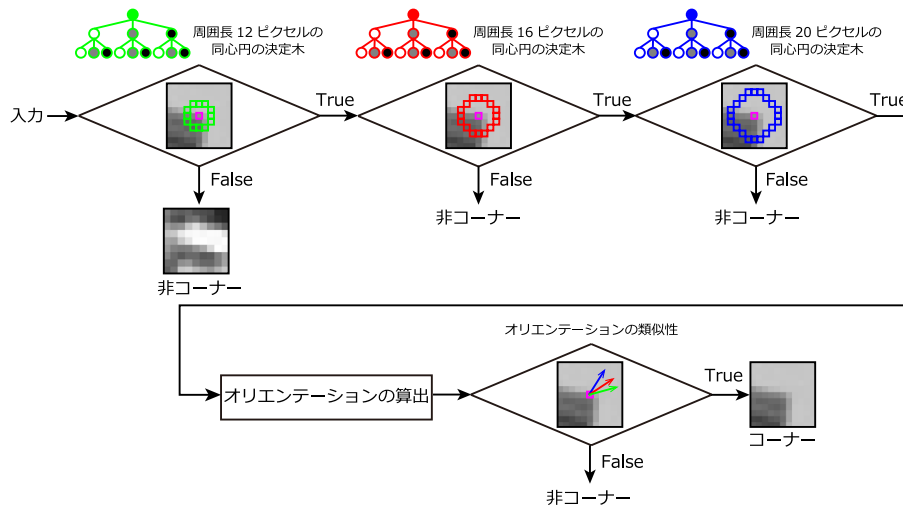 周囲長 12 ピクセルの
同心円の決定木
周囲長 16 ピクセルの
同心円の決定木
周囲長 20 ピクセルの
同心円の決定木
入力
True
True
True
False
False
False
非コーナー
非コーナー
非コーナー
オリエンテーションの類似性
オリエンテーションの算出
True
コーナー
False
非コーナー